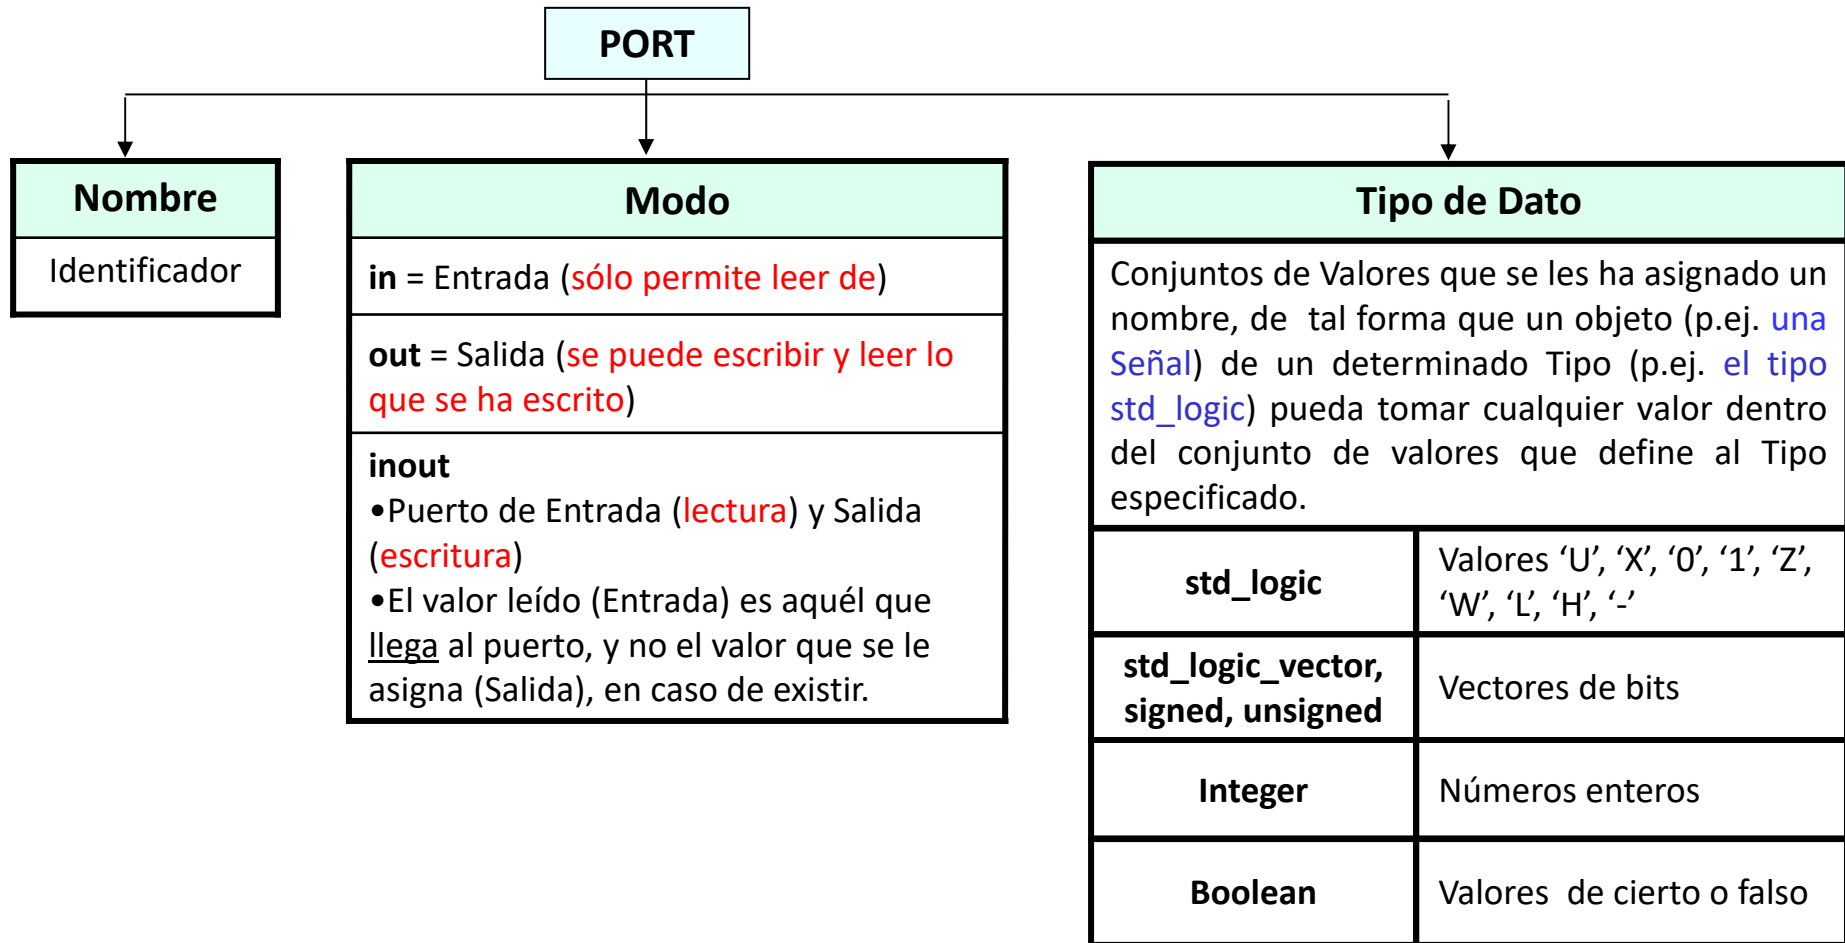 PORT
Nombre
Identificador
Modo
in = Entrada (sólo permite leer de)
out = Salida (se puede escribir y leer lo
que se ha escrito)
inout
•Puerto de Entrada (lectura) y Salida
(escritura)
•El valor leído (Entrada) es aquél que
llega al puerto, y no el valor que se le
asigna (Salida), en caso de existir.
Tipo de Dato
Conjuntos de Valores que se les ha asignado un
nombre, de tal forma que un objeto (p.ej. una
Señal) de un determinado Tipo (p.ej. el tipo
std_logic) pueda tomar cualquier valor dentro
del conjunto de valores que define al Tipo
especificado.
std_logic
Valores ‘U’, ‘X’, ‘0’, ‘1’, ‘Z’,
‘W’, ‘L’, ‘H’, ‘-’
std_logic_vector,
signed, unsigned
Vectores de bits
Integer
Números enteros
Boolean
Valores de cierto o falso